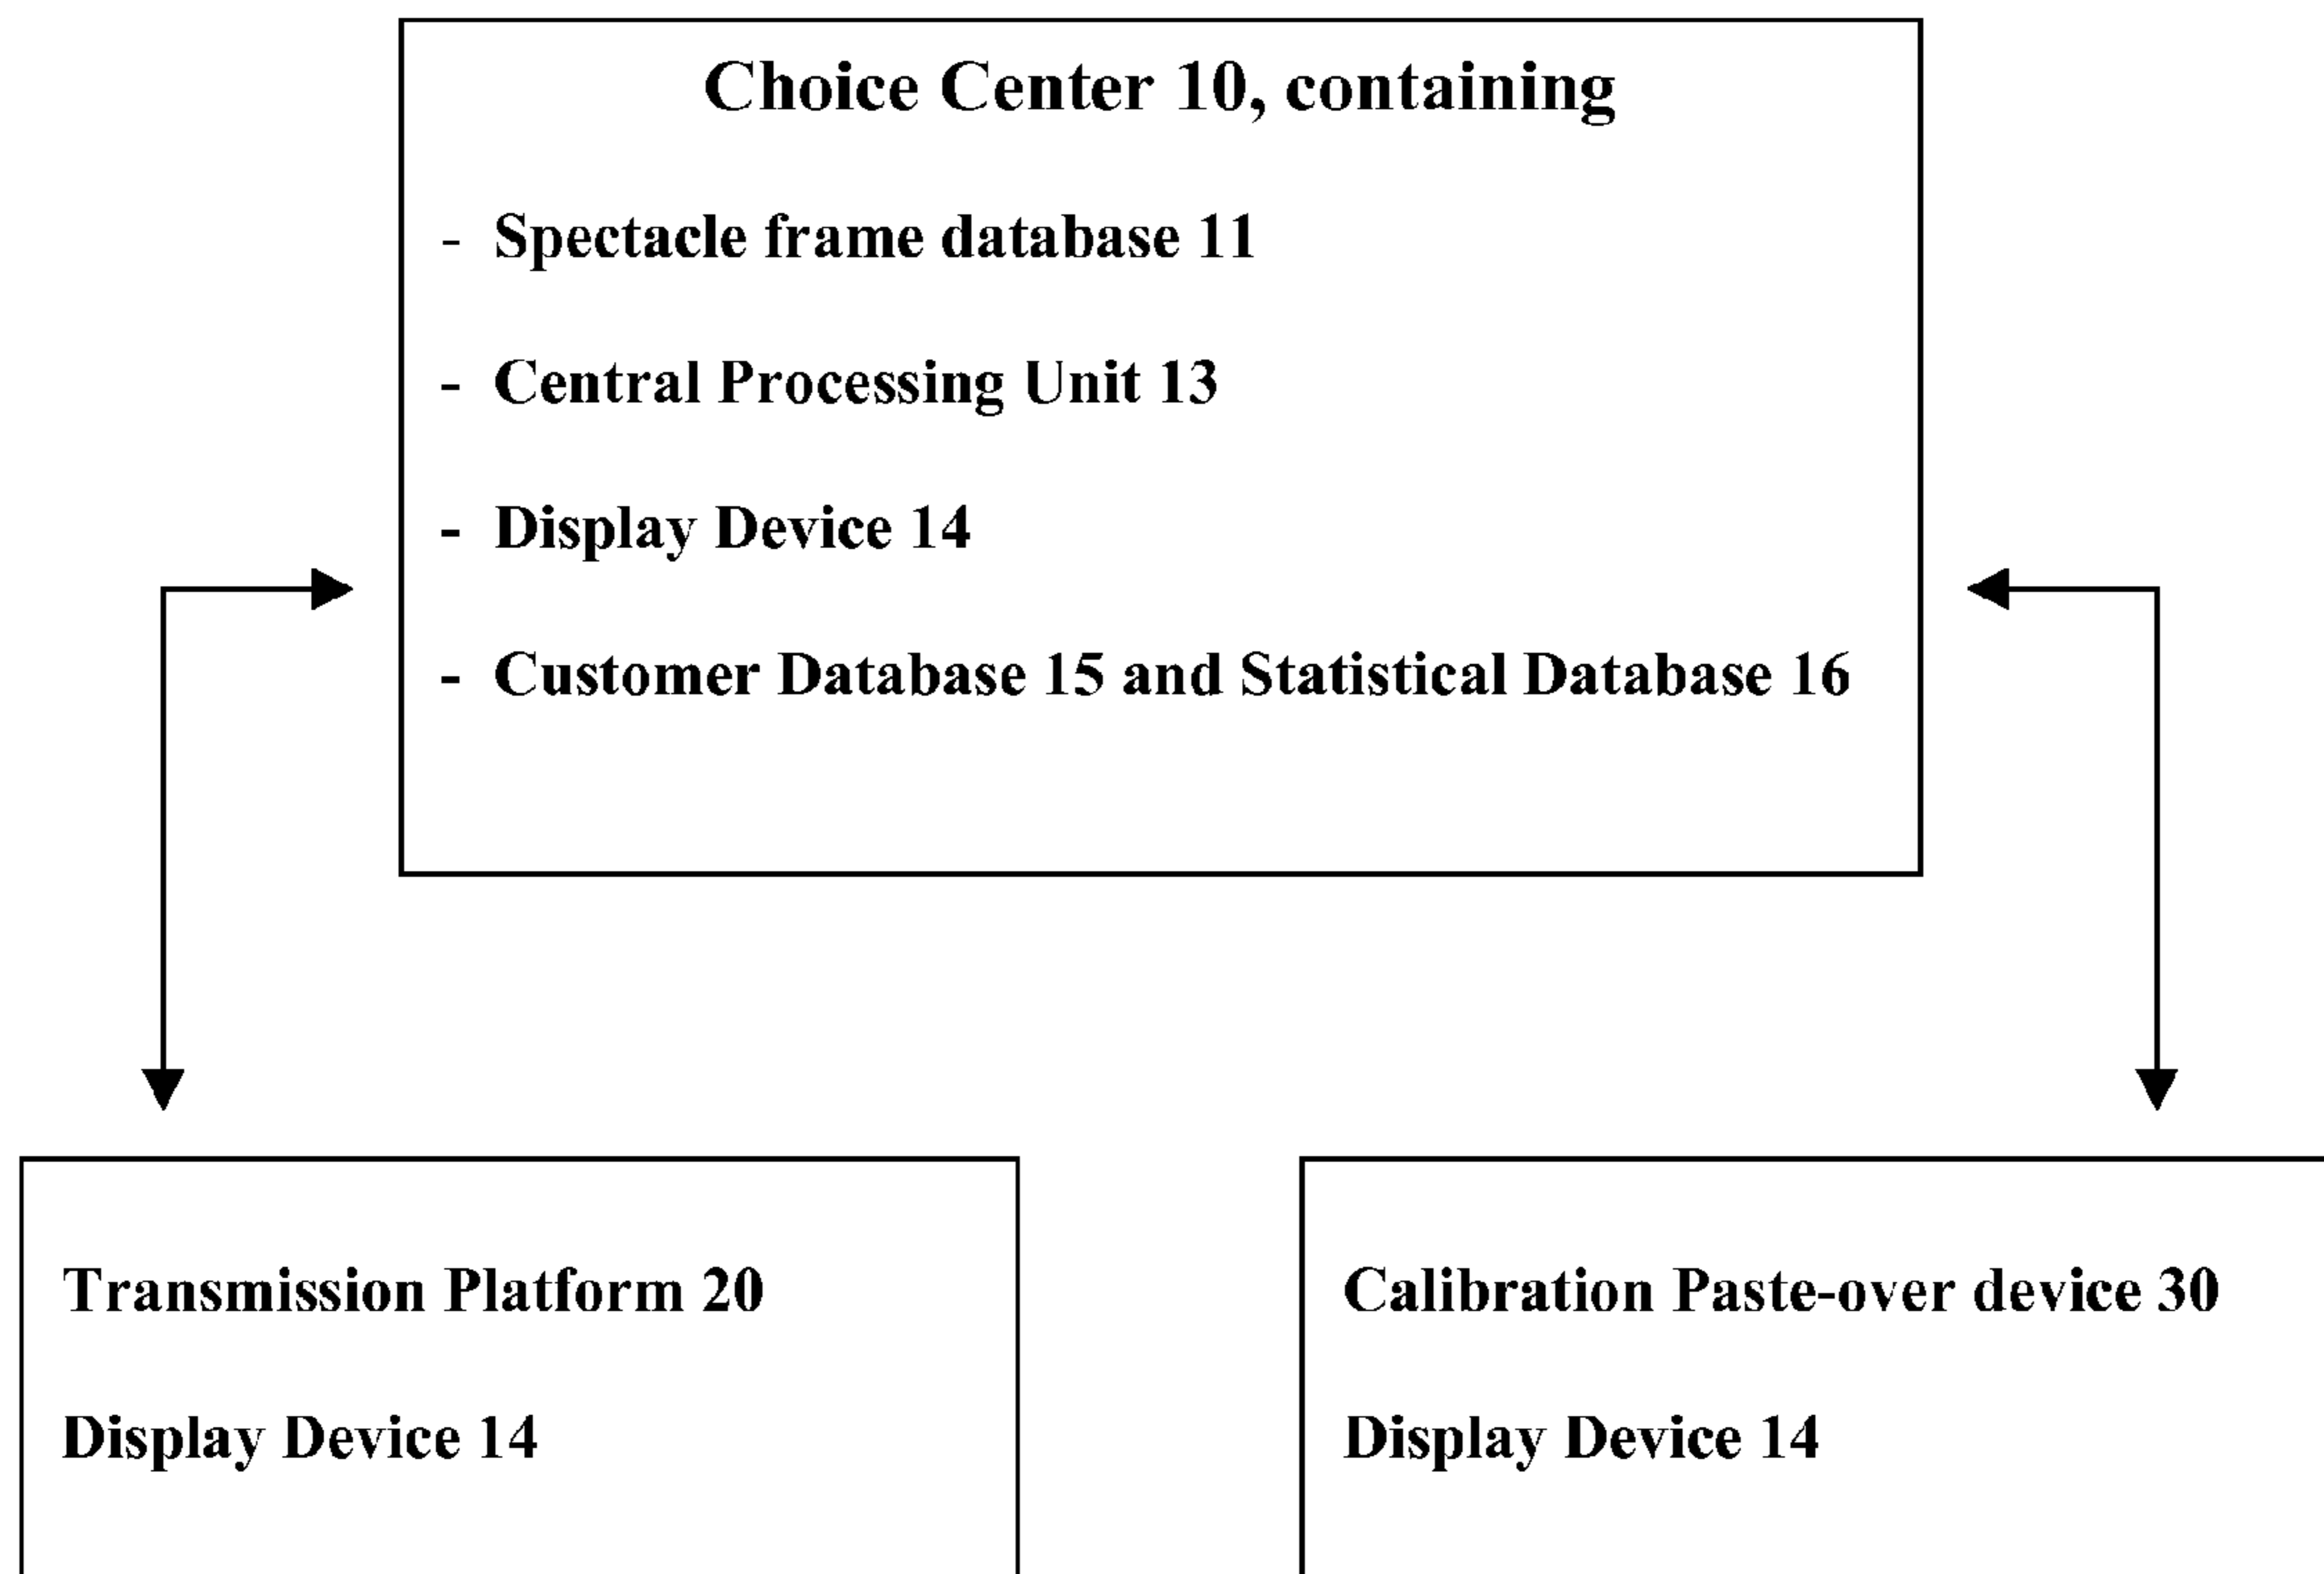 Choice Center 10, containing
- Spectacle frame database 11
- Central Processing Unit 13
- Display Device 14
- Customer Database 15 and Statistical Database 16
Transmission Platform 20
Display Device 14
Calibration Paste-over device 30
Display Device 14